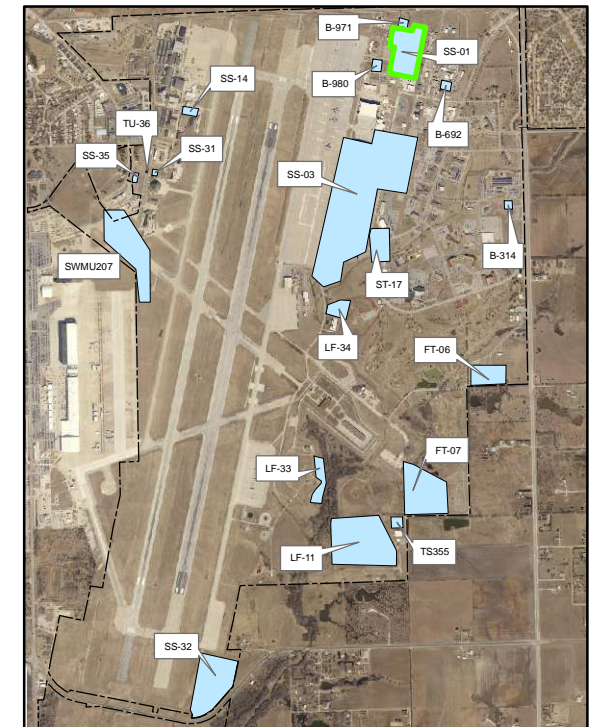 B-971
SS-01
B-980
SS-14
B-692
TU-36
SS-35
SS-31
SS-03
B-314
SWMU207
ST-17
LF-34
FT-06
FT-07
LF-33
LF-11
TS355
SS-32